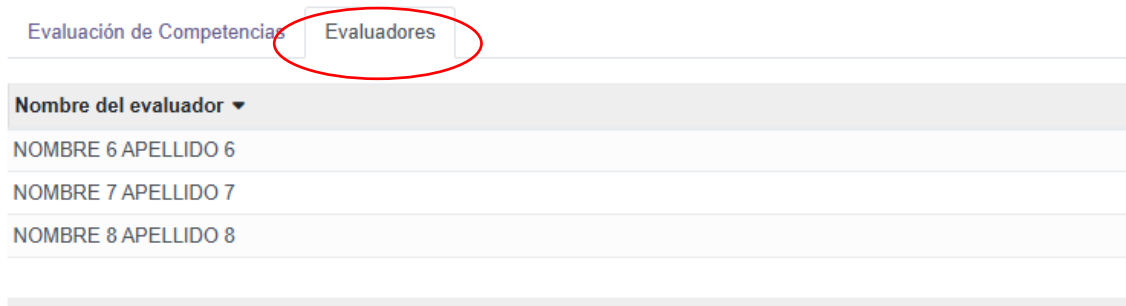 Evaluación de Competencias Evaluadores
Nombre del evaluador
NOMBRE 6 APELLIDO 6
NOMBRE 7 APELLIDO 7
NOMBRE 8 APELLIDO 8